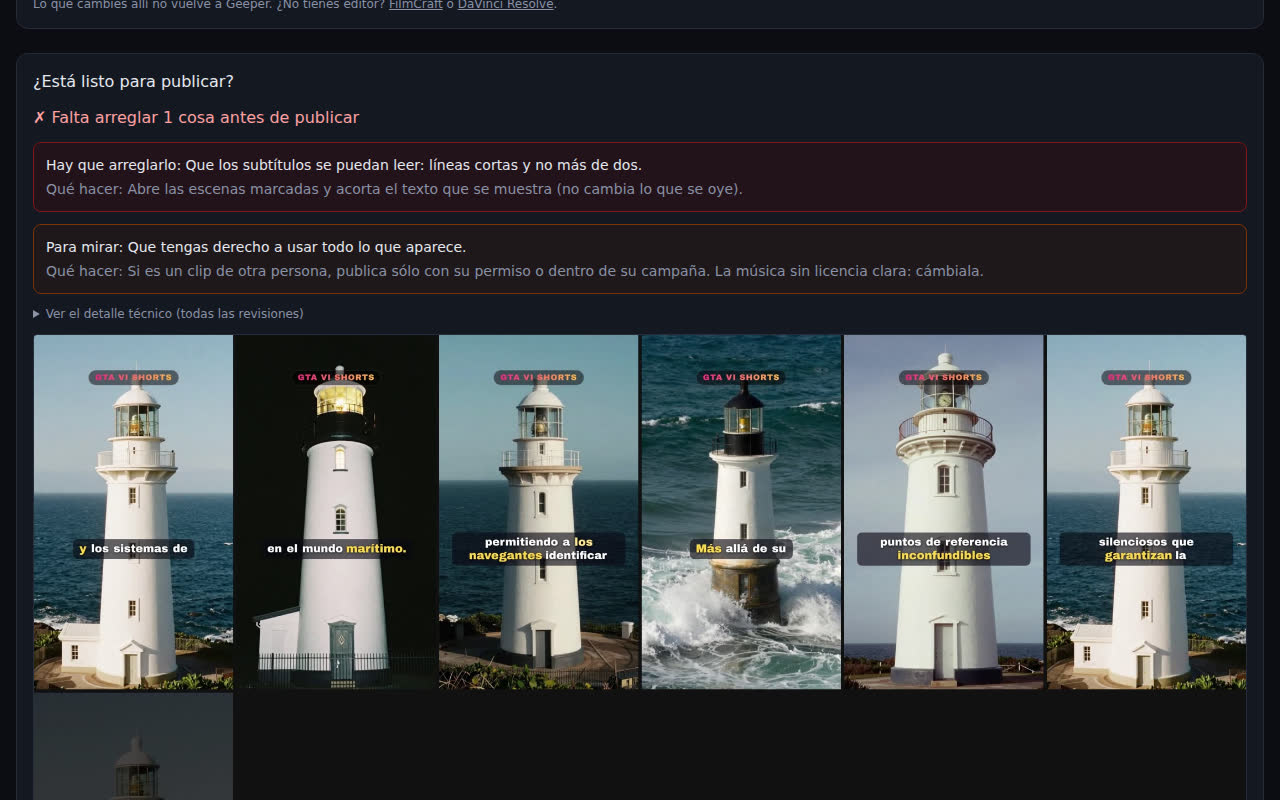 Lo que cambies allí no vuelve a Geeper. ¿No tienes editor? FilmCraft o DaVinci Resolve.
¿Está listo para publicar?
✗ Falta arreglar 1 cosa antes de publicar
Hay que arreglarlo: Que los subtítulos se puedan leer: líneas cortas y no más de dos.
Qué hacer: Abre las escenas marcadas y acorta el texto que se muestra (no cambia lo que se oye).
Para mirar: Que tengas derecho a usar todo lo que aparece.
Qué hacer: Si es un clip de otra persona, publica sólo con su permiso o dentro de su campaña. La música sin licencia clara: cámbiala.
▶ Ver el detalle técnico (todas las revisiones)
GTA VI SHORTS
y los sistemas de
GTA VI SHORTS
en el mundo marítimo.
GTA VI SHORTS
permitiendo a los
navegantes identificar
GTA VI SHORTS
Más allá de su
GTA VI SHORTS
puntos de referencia
inconfundibles
GTA VI SHORTS
silenciosos que
garantizan la